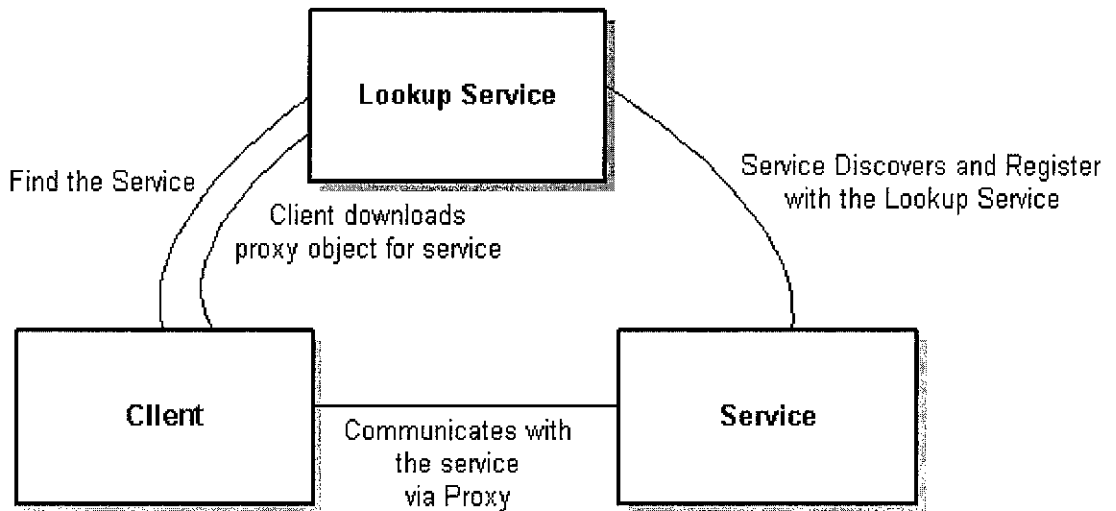 Lookup Service
Find the Service
Client downloads
proxy object for service
Service Discovers and Register
with the Lookup Service
Client
Communicates with
the service
via Proxy
Service